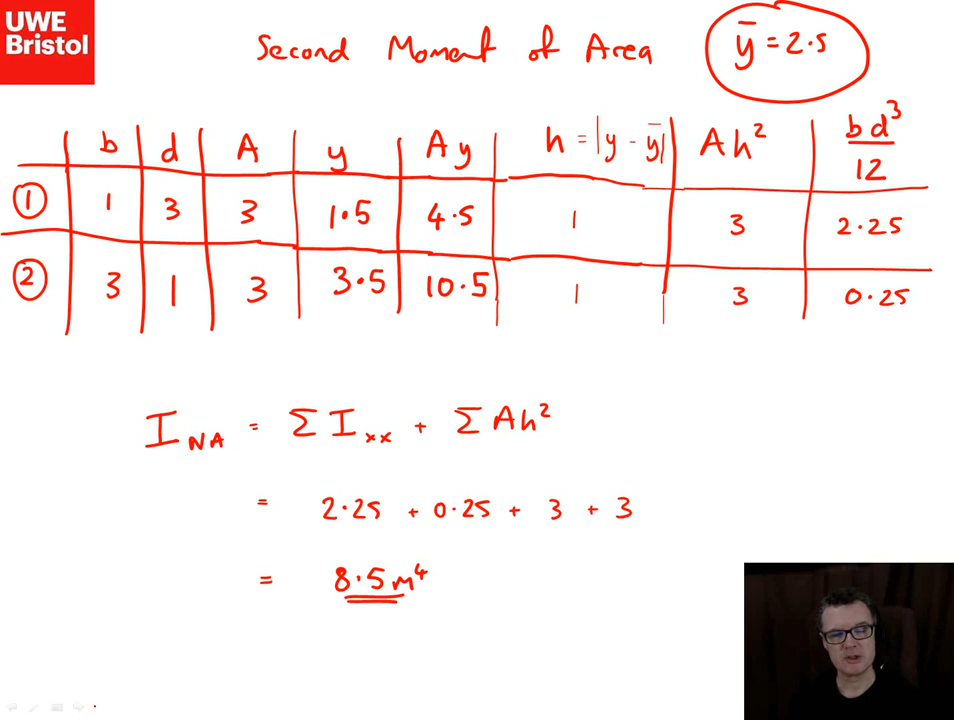 UWE
Bristol
Second Moment of Area
ȳ = 2.5
b d A y Ay h = |y - ȳ| Ah² bd³/12
① 1 3 3 1.5 4.5 1 3 2.25
② 3 1 3 3.5 10.5 1 3 0.25
I_NA = Σ I_xx + Σ Ah²
= 2.25 + 0.25 + 3 + 3
= 8.5 m⁴